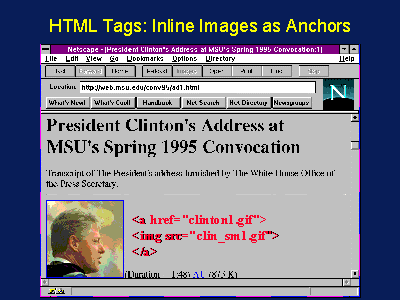 HTML Tags: Inline Images as Anchors
Netscape - [President Clinton's Address at MSU's Spring 1995 Convocation:1]
File Edit View Go Bookmarks Options Directory Help
Back Forward Home Reload Images Open Print Find Stop
Location: http://web.msu.edu/conv95/ad1.html
N
What's New! What's Cool! Handbook Net Search Net Directory Newsgroups
President Clinton's Address at
MSU's Spring 1995 Convocation
Transcript of The President's address furnished by The White House Office of
the Press Secretary.
<a href="clinton1.gif">
<img src="clin_sm1.gif">
</a>
(Duration 1:48) AU (873 K)